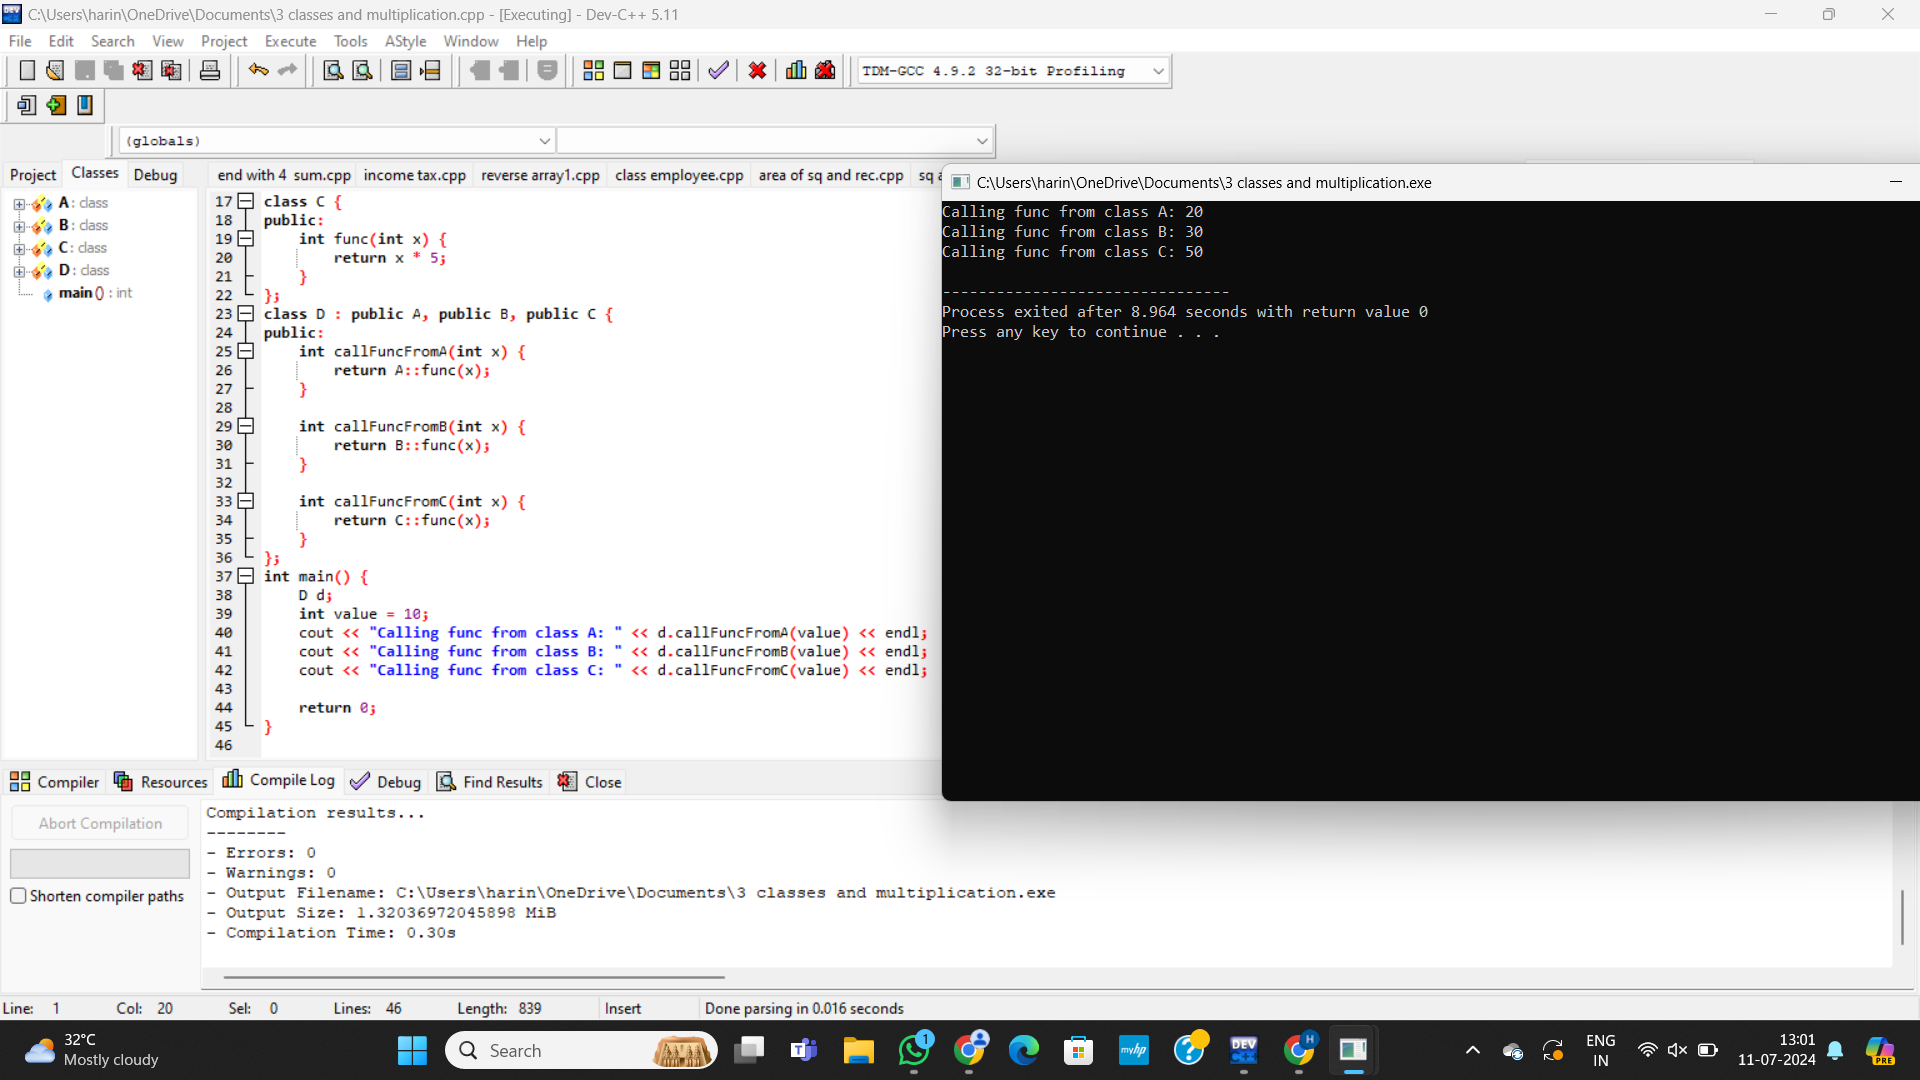 C:\Users\harin\OneDrive\Documents\3 classes and multiplication.cpp - [Executing] - Dev-C++ 5.11
File Edit Search View Project Execute Tools AStyle Window Help
TDM-GCC 4.9.2 32-bit Profiling
(globals)
Project Classes Debug
end with 4 sum.cpp income tax.cpp reverse array1.cpp class employee.cpp area of sq and rec.cpp sq
A : class
B : class
C : class
D : class
main () : int
17 class C {
18 public:
19 int func(int x) {
20 return x * 5;
21 }
22 };
23 class D : public A, public B, public C {
24 public:
25 int callFuncFromA(int x) {
26 return A::func(x);
27 }
28
29 int callFuncFromB(int x) {
30 return B::func(x);
31 }
32
33 int callFuncFromC(int x) {
34 return C::func(x);
35 }
36 };
37 int main() {
38 D d;
39 int value = 10;
40 cout << "Calling func from class A: " << d.callFuncFromA(value) << endl;
41 cout << "Calling func from class B: " << d.callFuncFromB(value) << endl;
42 cout << "Calling func from class C: " << d.callFuncFromC(value) << endl;
43
44 return 0;
45 }
46
C:\Users\harin\OneDrive\Documents\3 classes and multiplication.exe
Calling func from class A: 20
Calling func from class B: 30
Calling func from class C: 50
--------------------------------
Process exited after 8.964 seconds with return value 0
Press any key to continue . . .
Compiler Resources Compile Log Debug Find Results Close
Abort Compilation
Shorten compiler paths
Compilation results...
--------
- Errors: 0
- Warnings: 0
- Output Filename: C:\Users\harin\OneDrive\Documents\3 classes and multiplication.exe
- Output Size: 1.32036972045898 MiB
- Compilation Time: 0.30s
Line: 1 Col: 20 Sel: 0 Lines: 46 Length: 839 Insert Done parsing in 0.016 seconds
32°C
Mostly cloudy
Search
1
myhp
DEV
H
ENG
IN
13:01
11-07-2024
PRE